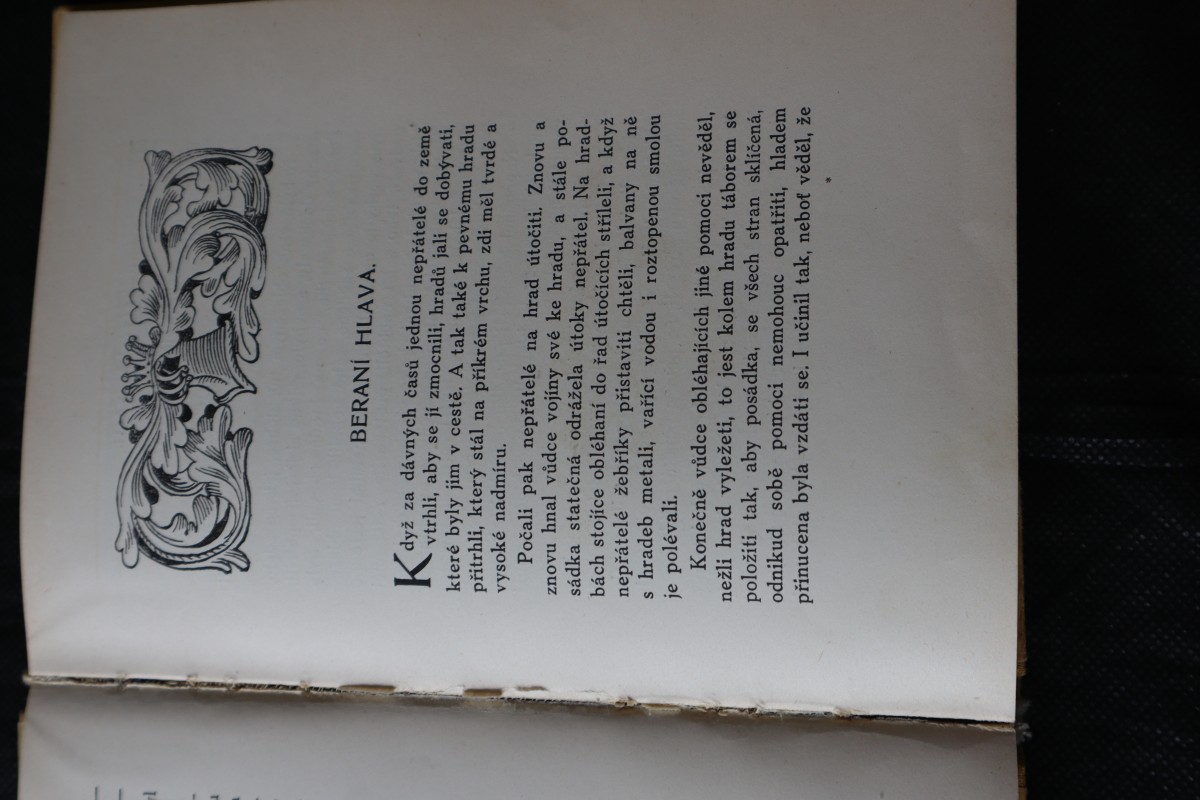 BERANÍ HLAVA.
Když za dávných časů jednou nepřátelé do země
vtrhli, aby se jí zmocnili, hradů jali se dobývati,
které byly jim v cestě. A tak také k pevnému hradu
přitrhli, který stál na příkrém vrchu, zdi měl tvrdé a
vysoké nadmíru.
Počali pak nepřátelé na hrad útočiti. Znovu a
znovu hnal vůdce vojíny své ke hradu, a stále po-
sádka statečná odrážela útoky nepřátel. Na hrad-
bách stojíce obléhaní do řad útočících stříleli, a když
nepřátelé žebříky přistaviti chtěli, balvany na ně
s hradeb metali, vařící vodou i roztopenou smolou
je polévali.
Konečně vůdce obléhajících jiné pomoci nevěděl,
nežli hrad vyležeti, to jest kolem hradu táborem se
položiti tak, aby posádka, se všech stran sklíčená,
odnikud sobě pomoci nemohouc opatřiti, hladem
přinucena byla vzdáti se. I učinil tak, neboť věděl, že
*